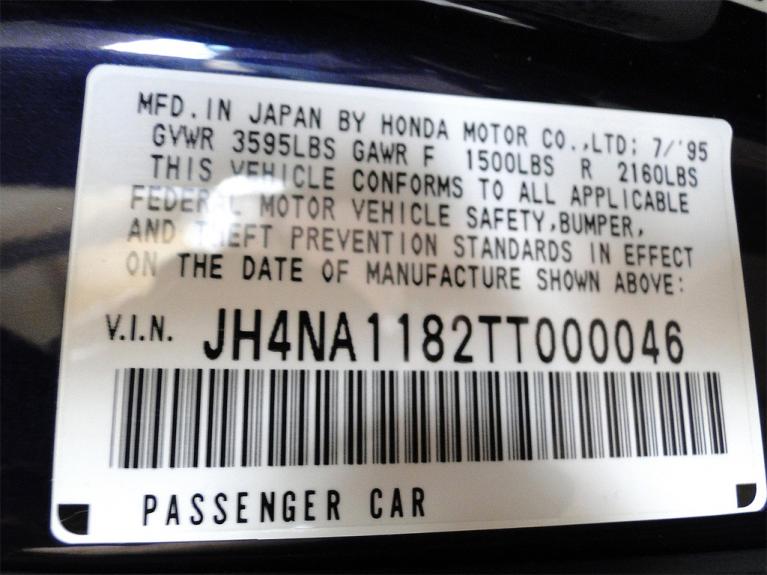 MFD. IN JAPAN BY HONDA MOTOR CO.,LTD; 7/'95
GVWR 3595LBS GAWR F 1500LBS R 2160LBS
THIS VEHICLE CONFORMS TO ALL APPLICABLE
FEDERAL MOTOR VEHICLE SAFETY,BUMPER,
AND THEFT PREVENTION STANDARDS IN EFFECT
ON THE DATE OF MANUFACTURE SHOWN ABOVE:
V.I.N. JH4NA1182TT000046
PASSENGER CAR